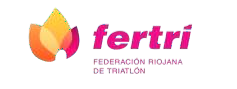 fertri
FEDERACIÓN RIOJANA
DE TRIATLÓN